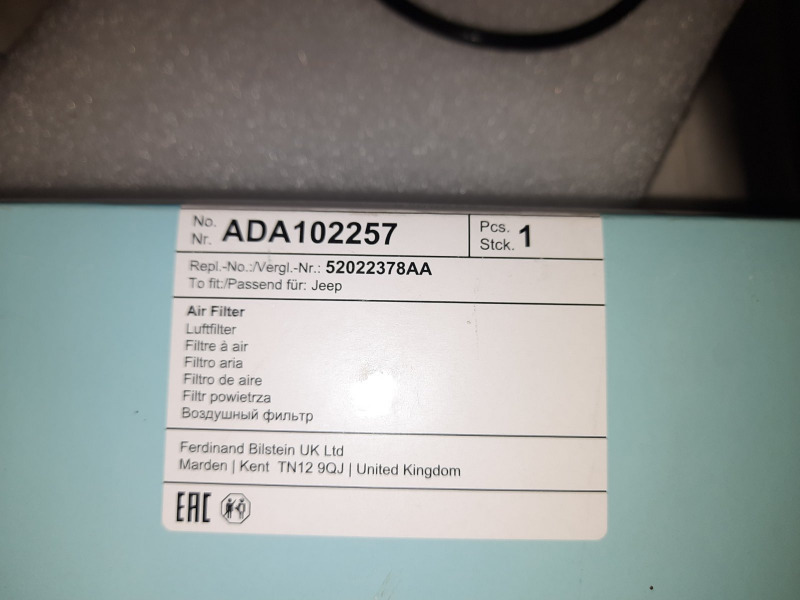 No. Nr. ADA102257 Pcs. Stck. 1
Repl.-No.:/Vergl.-Nr.: 52022378AA
To fit:/Passend für: Jeep
Air Filter
Luftfilter
Filtre à air
Filtro aria
Filtro de aire
Filtr powietrza
Воздушный фильтр
Ferdinand Bilstein UK Ltd
Marden | Kent TN12 9QJ | United Kingdom
EAC